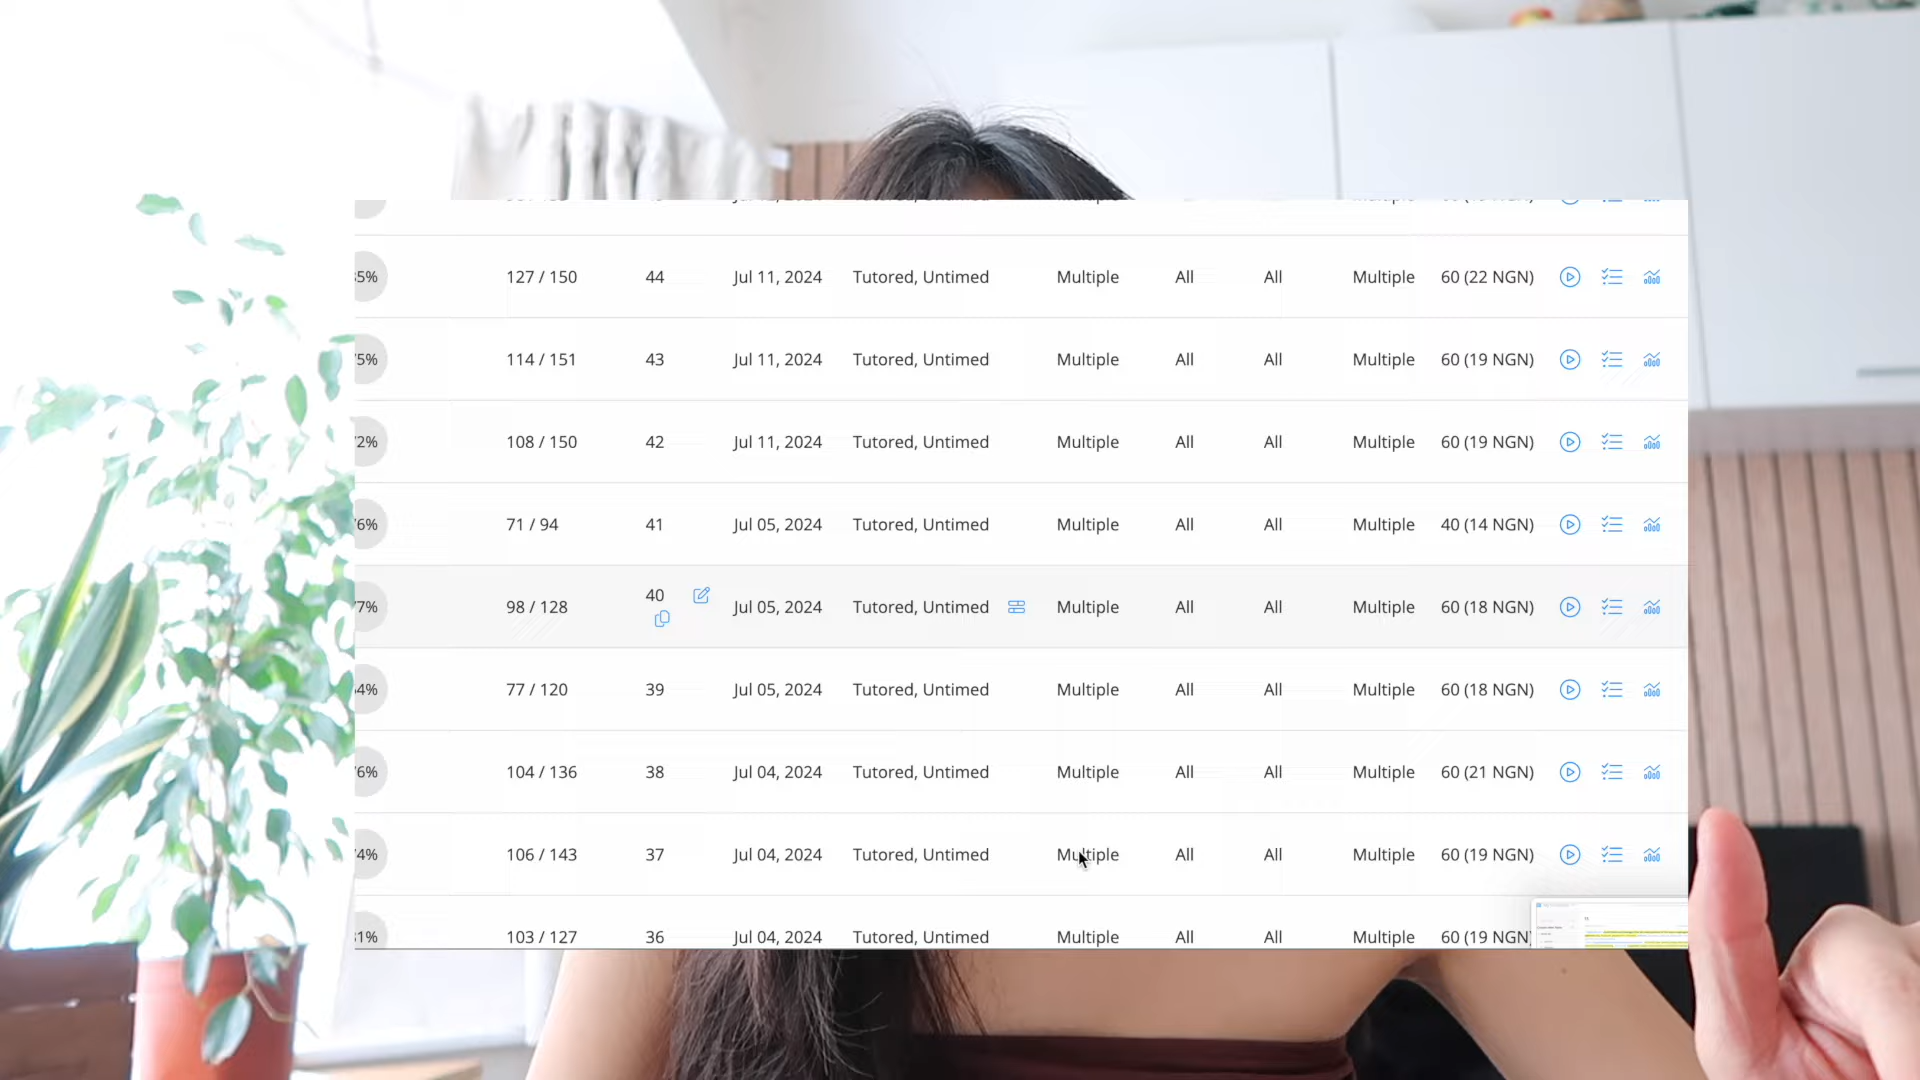 5% 127 / 150 44 Jul 11, 2024 Tutored, Untimed Multiple All All Multiple 60 (22 NGN)
5% 114 / 151 43 Jul 11, 2024 Tutored, Untimed Multiple All All Multiple 60 (19 NGN)
2% 108 / 150 42 Jul 11, 2024 Tutored, Untimed Multiple All All Multiple 60 (19 NGN)
6% 71 / 94 41 Jul 05, 2024 Tutored, Untimed Multiple All All Multiple 40 (14 NGN)
7% 98 / 128 40 Jul 05, 2024 Tutored, Untimed Multiple All All Multiple 60 (18 NGN)
4% 77 / 120 39 Jul 05, 2024 Tutored, Untimed Multiple All All Multiple 60 (18 NGN)
6% 104 / 136 38 Jul 04, 2024 Tutored, Untimed Multiple All All Multiple 60 (21 NGN)
4% 106 / 143 37 Jul 04, 2024 Tutored, Untimed Multiple All All Multiple 60 (19 NGN)
1% 103 / 127 36 Jul 04, 2024 Tutored, Untimed Multiple All All Multiple 60 (19 NGN